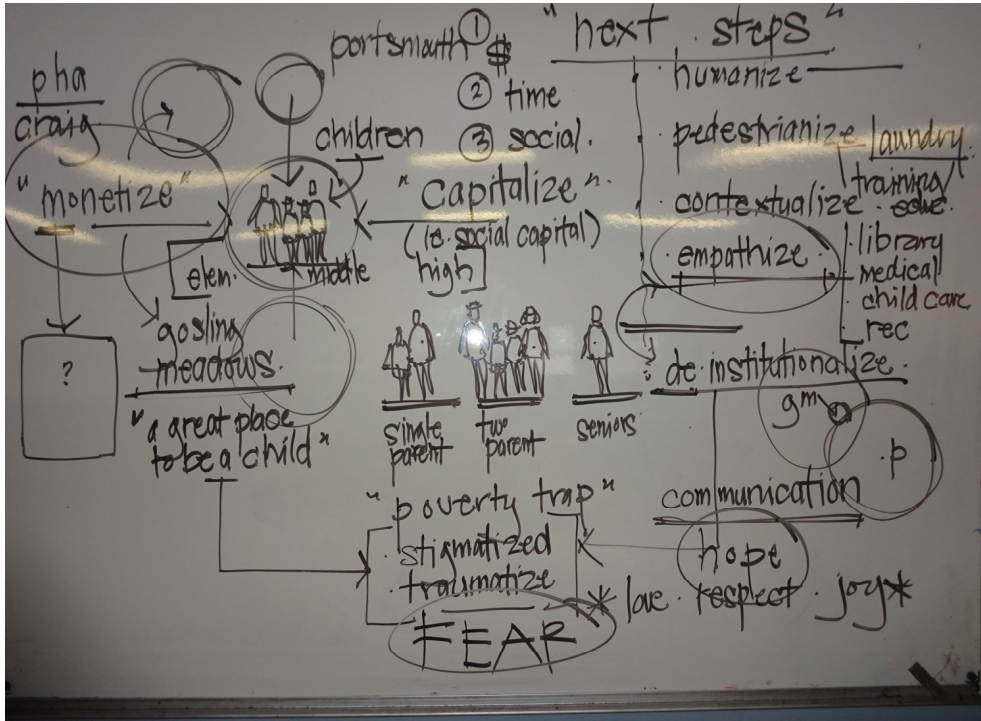 pha
craig
"monetize"
?
gosling
meadows.
"a great place
to be a child"
portsmouth
① $
② time
③ social.
children
elem.
middle
high
"capitalize"
(ie. social capital)
single
parent
two
parent
seniors
"poverty trap"
· stigmatized
· traumatize
FEAR
"next steps"
· humanize
· pedestrianize
· contextualize
· empathize
· de·institutionalize
laundry
training/
educ.
· library
medical
child care
rec
gm
p
communication
hope
* love · respect · joy *